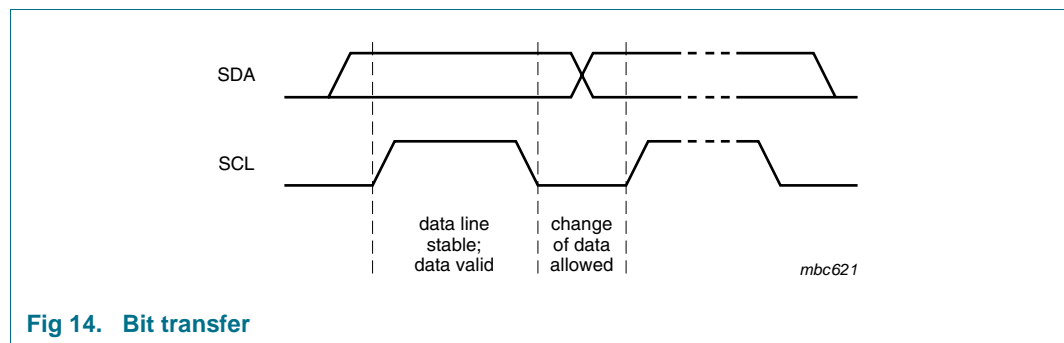 SDA
SCL
data line
stable;
data valid
change
of data
allowed
mbc621
Fig 14. Bit transfer